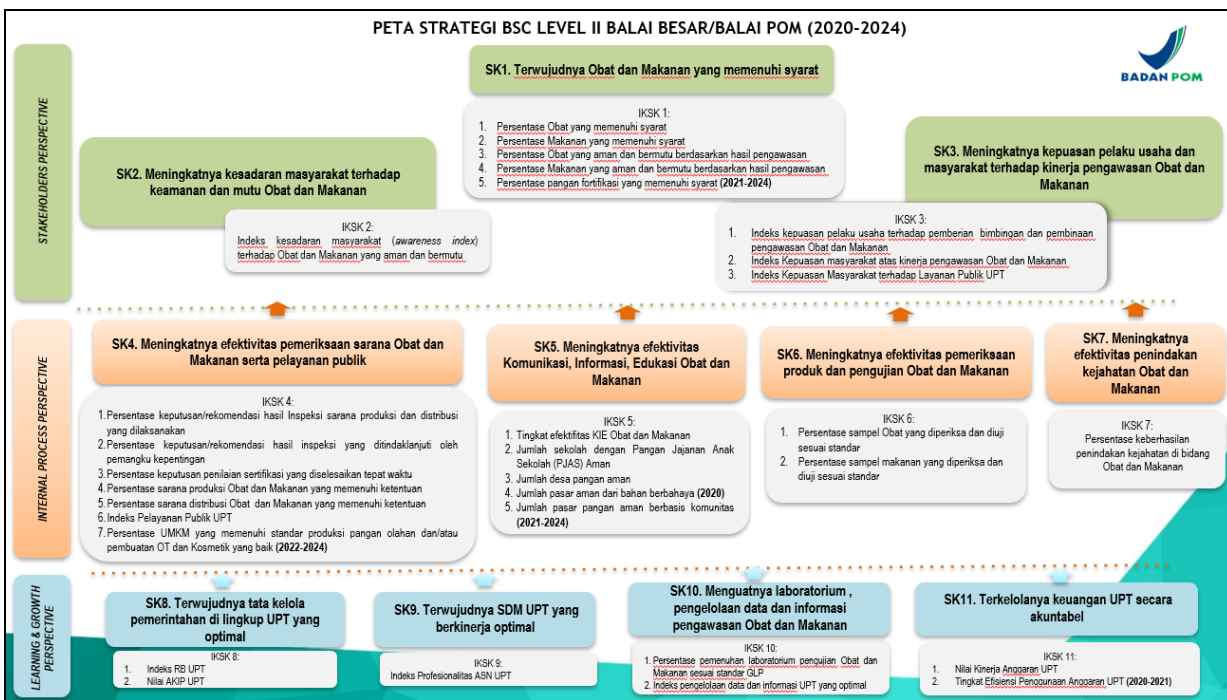 PETA STRATEGI BSC LEVEL II BALAI BESAR/BALAI POM (2020-2024)
BADAN POM
STAKEHOLDERS PERSPECTIVE
SK1. Terwujudnya Obat dan Makanan yang memenuhi syarat
IKSK 1:
1. Persentase Obat yang memenuhi syarat
2. Persentase Makanan yang memenuhi syarat
3. Persentase Obat yang aman dan bermutu berdasarkan hasil pengawasan
4. Persentase Makanan yang aman dan bermutu berdasarkan hasil pengawasan
5. Persentase pangan fortifikasi yang memenuhi syarat (2021-2024)
SK2. Meningkatnya kesadaran masyarakat terhadap
keamanan dan mutu Obat dan Makanan
IKSK 2:
Indeks kesadaran masyarakat (awareness index)
terhadap Obat dan Makanan yang aman dan bermutu
SK3. Meningkatnya kepuasan pelaku usaha dan
masyarakat terhadap kinerja pengawasan Obat dan
Makanan
IKSK 3:
1. Indeks kepuasan pelaku usaha terhadap pemberian bimbingan dan pembinaan
pengawasan Obat dan Makanan
2. Indeks Kepuasan masyarakat atas kinerja pengawasan Obat dan Makanan
3. Indeks Kepuasan Masyarakat terhadap Layanan Publik UPT
INTERNAL PROCESS PERSPECTIVE
SK4. Meningkatnya efektivitas pemeriksaan sarana Obat dan
Makanan serta pelayanan publik
IKSK 4:
1.Persentase keputusan/rekomendasi hasil Inspeksi sarana produksi dan distribusi
yang dilaksanakan
2.Persentase keputusan/rekomendasi hasil inspeksi yang ditindaklanjuti oleh
pemangku kepentingan
3.Persentase keputusan penilaian sertifikasi yang diselesaikan tepat waktu
4.Persentase sarana produksi Obat dan Makanan yang memenuhi ketentuan
5.Persentase sarana distribusi Obat dan Makanan yang memenuhi ketentuan
6.Indeks Pelayanan Publik UPT
7.Persentase UMKM yang memenuhi standar produksi pangan olahan dan/atau
pembuatan OT dan Kosmetik yang baik (2022-2024)
SK5. Meningkatnya efektivitas
Komunikasi, Informasi, Edukasi Obat dan
Makanan
IKSK 5:
1. Tingkat efektifitas KIE Obat dan Makanan
2. Jumlah sekolah dengan Pangan Jajanan Anak
Sekolah (PJAS) Aman
3. Jumlah desa pangan aman
4. Jumlah pasar aman dari bahan berbahaya (2020)
5. Jumlah pasar pangan aman berbasis komunitas
(2021-2024)
SK6. Meningkatnya efektivitas pemeriksaan
produk dan pengujian Obat dan Makanan
IKSK 6:
1. Persentase sampel Obat yang diperiksa dan diuji
sesuai standar
2. Persentase sampel makanan yang diperiksa dan
diuji sesuai standar
SK7. Meningkatnya
efektivitas penindakan
kejahatan Obat dan
Makanan
IKSK 7:
Persentase keberhasilan
penindakan kejahatan di bidang
Obat dan Makanan
LEARNING & GROWTH
PERSPECTIVE
SK8. Terwujudnya tata kelola
pemerintahan di lingkup UPT yang
optimal
IKSK 8:
1. Indeks RB UPT
2. Nilai AKIP UPT
SK9. Terwujudnya SDM UPT yang
berkinerja optimal
IKSK 9:
Indeks Profesionalitas ASN UPT
SK10. Menguatnya laboratorium ,
pengelolaan data dan informasi
pengawasan Obat dan Makanan
IKSK 10:
1.Persentase pemenuhan laboratorium pengujian Obat dan
Makanan sesuai standar GLP
2. Indeks pengelolaan data dan informasi UPT yang optimal
SK11. Terkelolanya keuangan UPT secara
akuntabel
IKSK 11:
1. Nilai Kinerja Anggaran UPT
2. Tingkat Efisiensi Penggunaan Anggaran UPT (2020-2021)